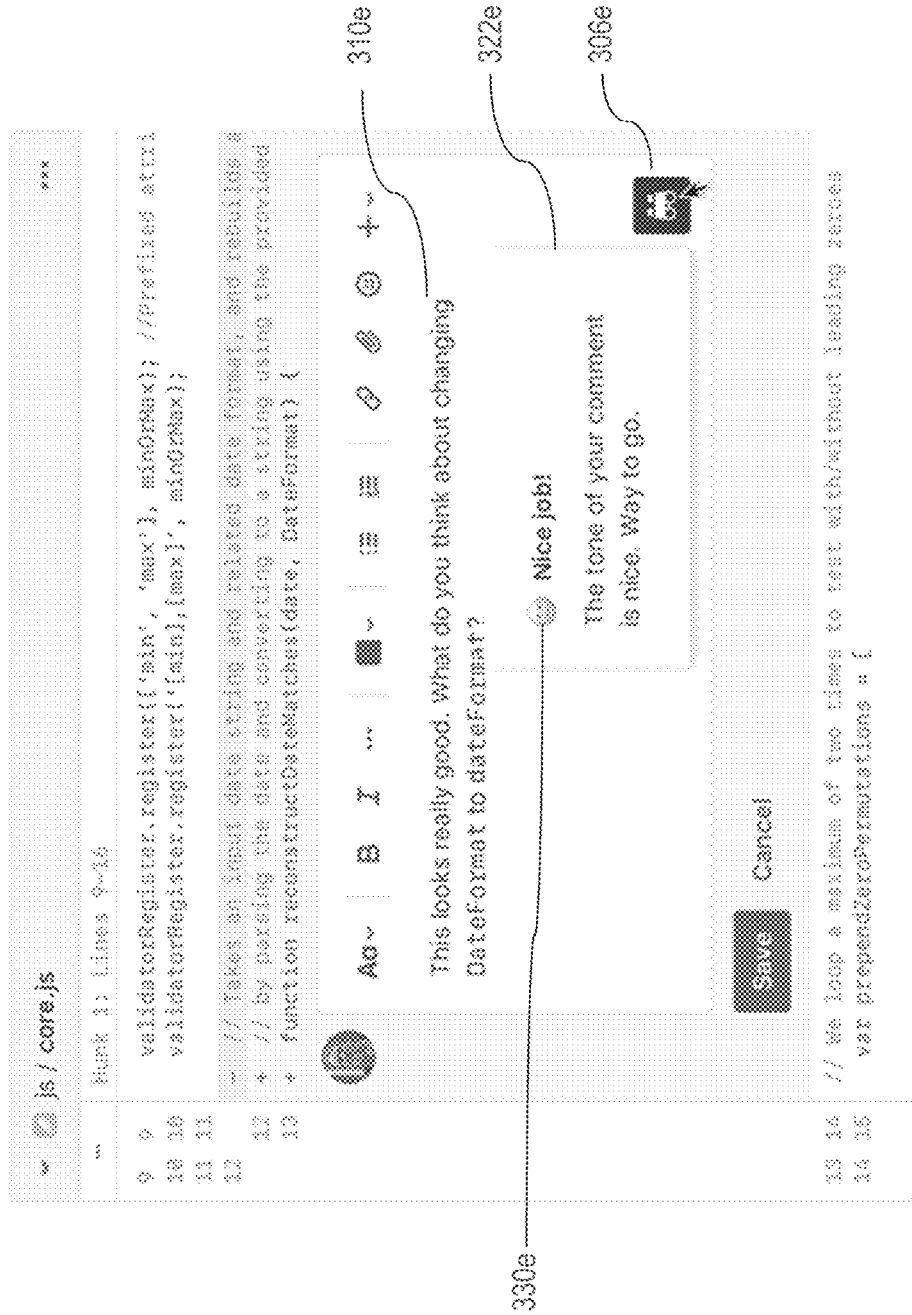 js / core.js
Hunk 1: Lines 9-16
9 9 validatorRegister.register(['min', 'max'], minOrMax); //Prefixed attri
10 10 validatorRegister.register('[min],[max]', minOrMax);
11 11
12 - // Takes an input date string and related date format, and rebuilds a
12 + // by parsing the date and converting to a string using the provided
13 + function reconstructDateMatches(date, DateFormat) {
Aa B I ...
This looks really good. What do you think about changing
DateFormat to dateFormat?
Nice job!
The tone of your comment
is nice. Way to go.
Save Cancel
13 14 // We loop a maximum of two times to test with/without leading zeroes
14 15 var prependZeroPermutations = {
310e
322e
306e
330e